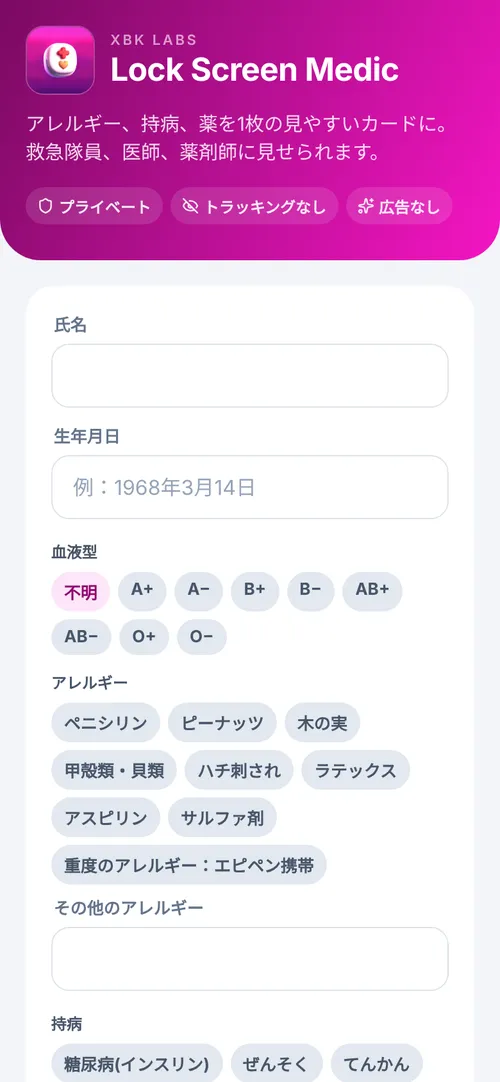 XBK LABS
Lock Screen Medic
アレルギー、持病、薬を1枚の見やすいカードに。
救急隊員、医師、薬剤師に見せられます。
プライベート トラッキングなし 広告なし
氏名
生年月日
例：1968年3月14日
血液型
不明 A+ A− B+ B− AB+
AB− O+ O−
アレルギー
ペニシリン ピーナッツ 木の実
甲殻類・貝類 ハチ刺され ラテックス
アスピリン サルファ剤
重度のアレルギー：エピペン携帯
その他のアレルギー
持病
糖尿病(インスリン) ぜんそく てんかん